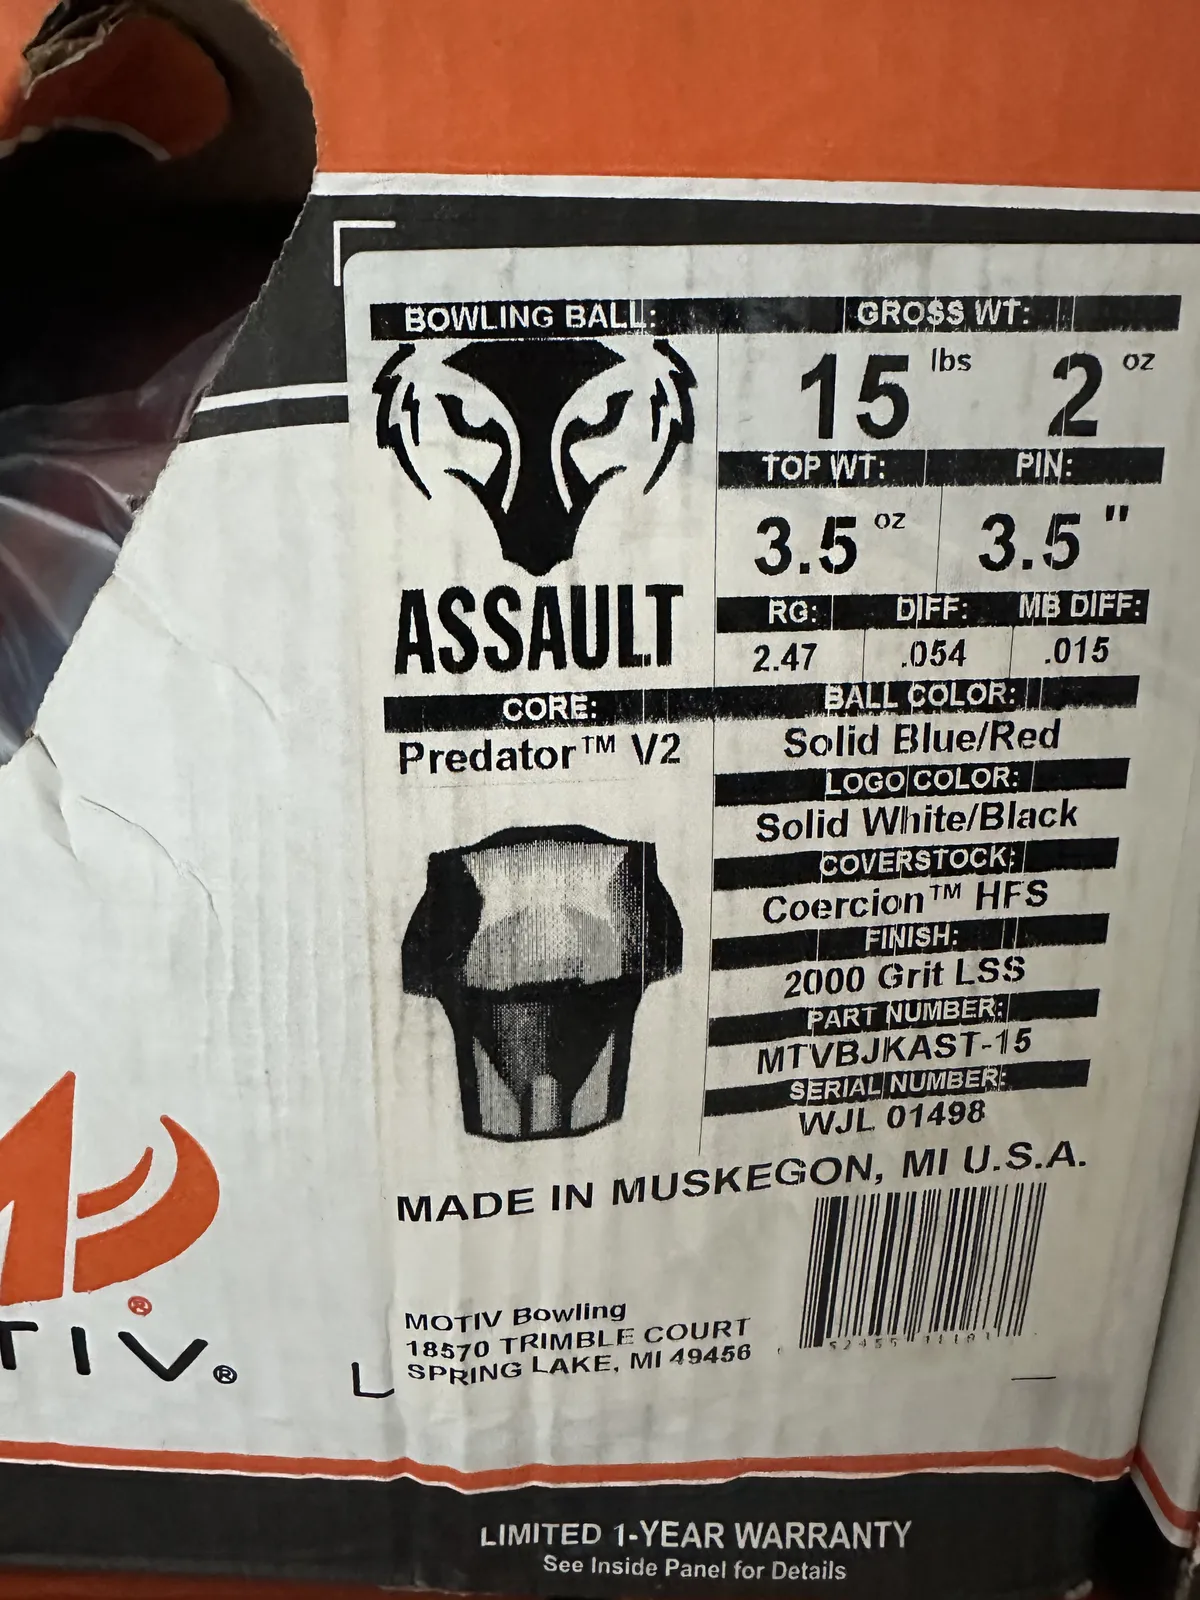 BOWLING BALL:
GROSS WT:
15 lbs 2 oz
TOP WT: PIN:
3.5 oz 3.5 "
ASSAULT
RG: DIFF: MB DIFF:
2.47 .054 .015
CORE:
Predator™ V2
BALL COLOR:
Solid Blue/Red
LOGO COLOR:
Solid White/Black
COVERSTOCK:
Coercion™ HFS
FINISH:
2000 Grit LSS
PART NUMBER:
MTVBJKAST-15
SERIAL NUMBER:
WJL 01498
MADE IN MUSKEGON, MI U.S.A.
MOTIV Bowling
18570 TRIMBLE COURT
SPRING LAKE, MI 49456
®
TIV®
LIMITED 1-YEAR WARRANTY
See Inside Panel for Details